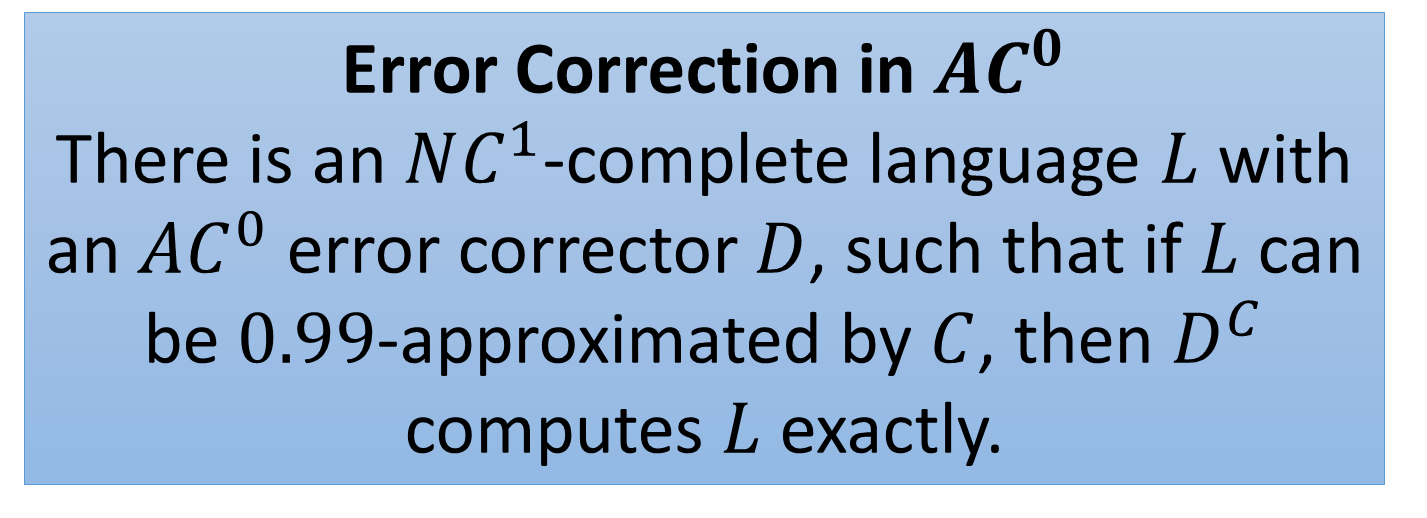 Error Correction in AC⁰
There is an NC¹-complete language L with
an AC⁰ error corrector D, such that if L can
be 0.99-approximated by C, then Dᶜ
computes L exactly.